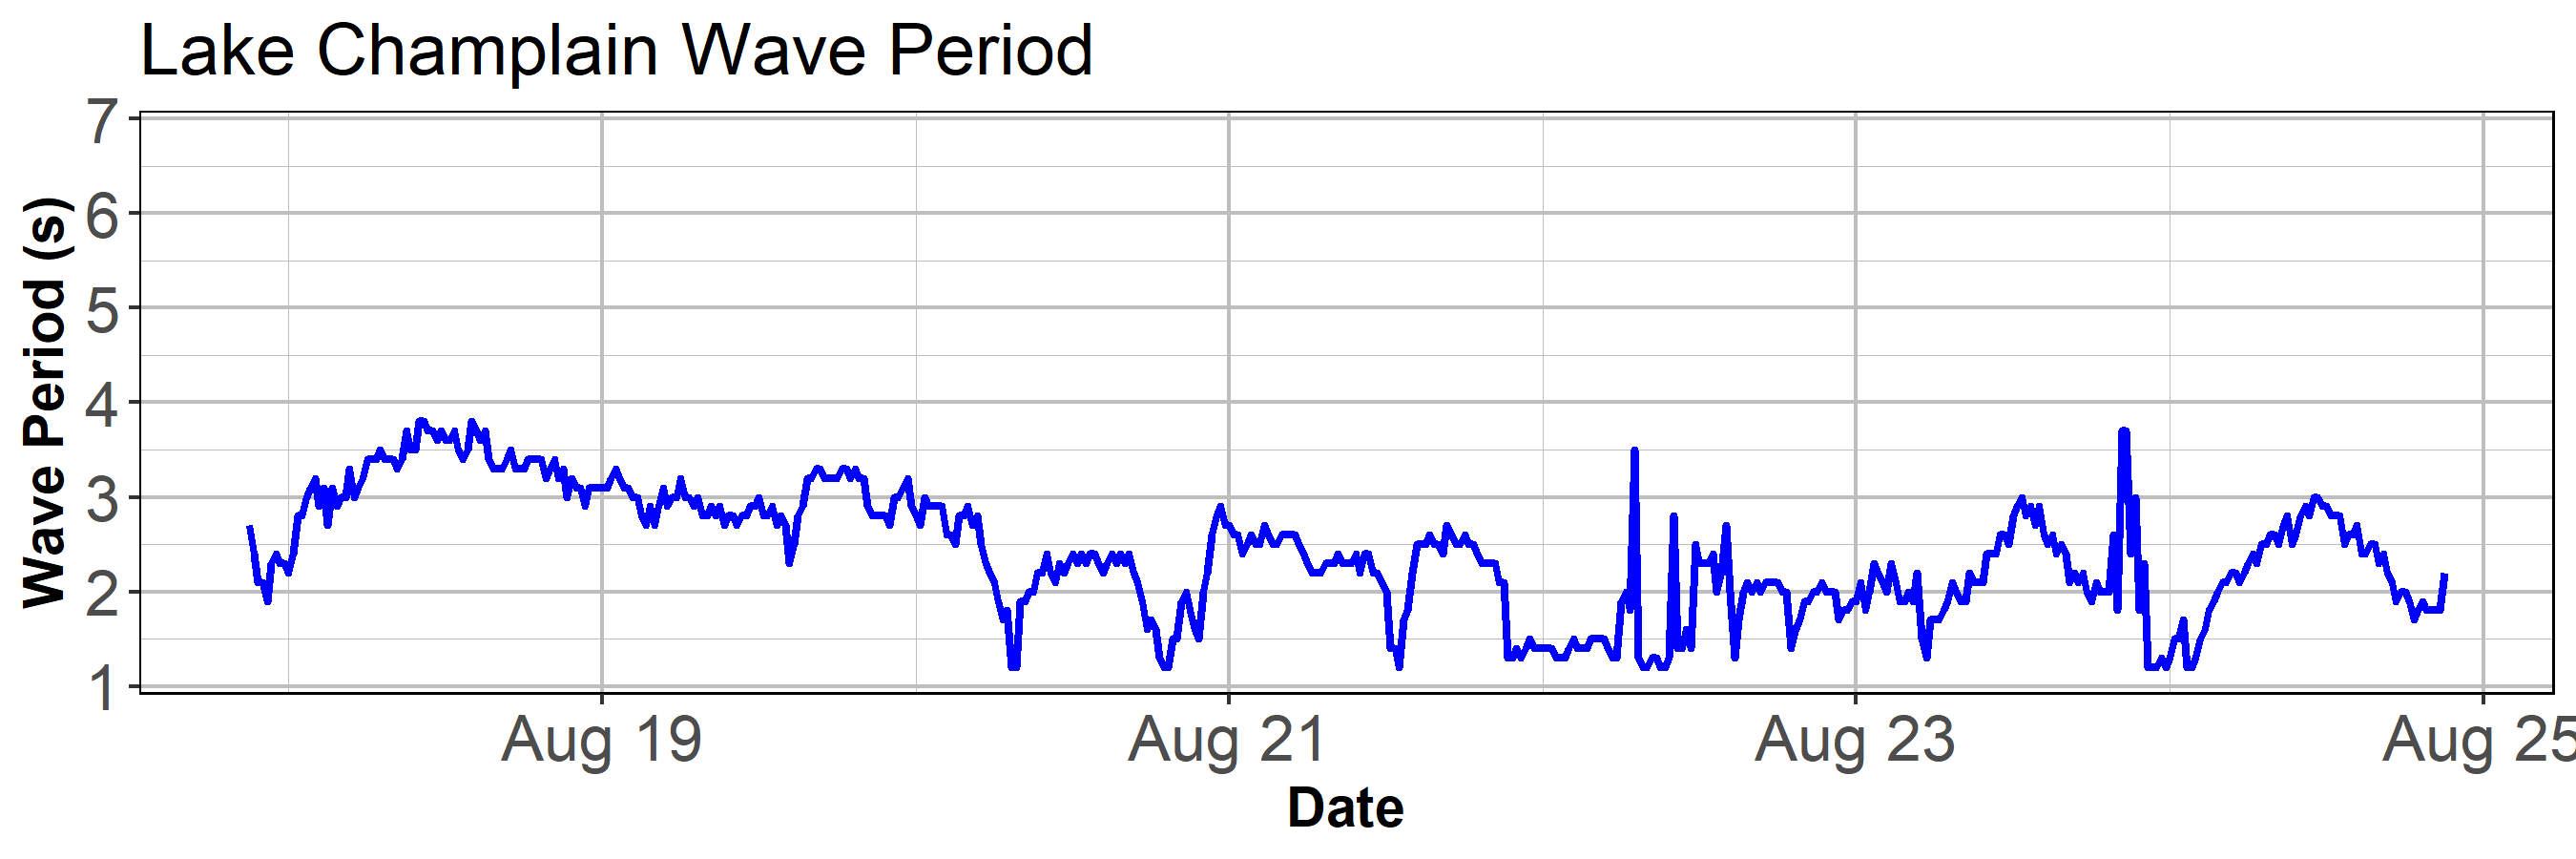 Lake Champlain Wave Period
Wave Period (s)
7
6
5
4
3
2
1
Aug 19
Aug 21
Aug 23
Aug 25
Date